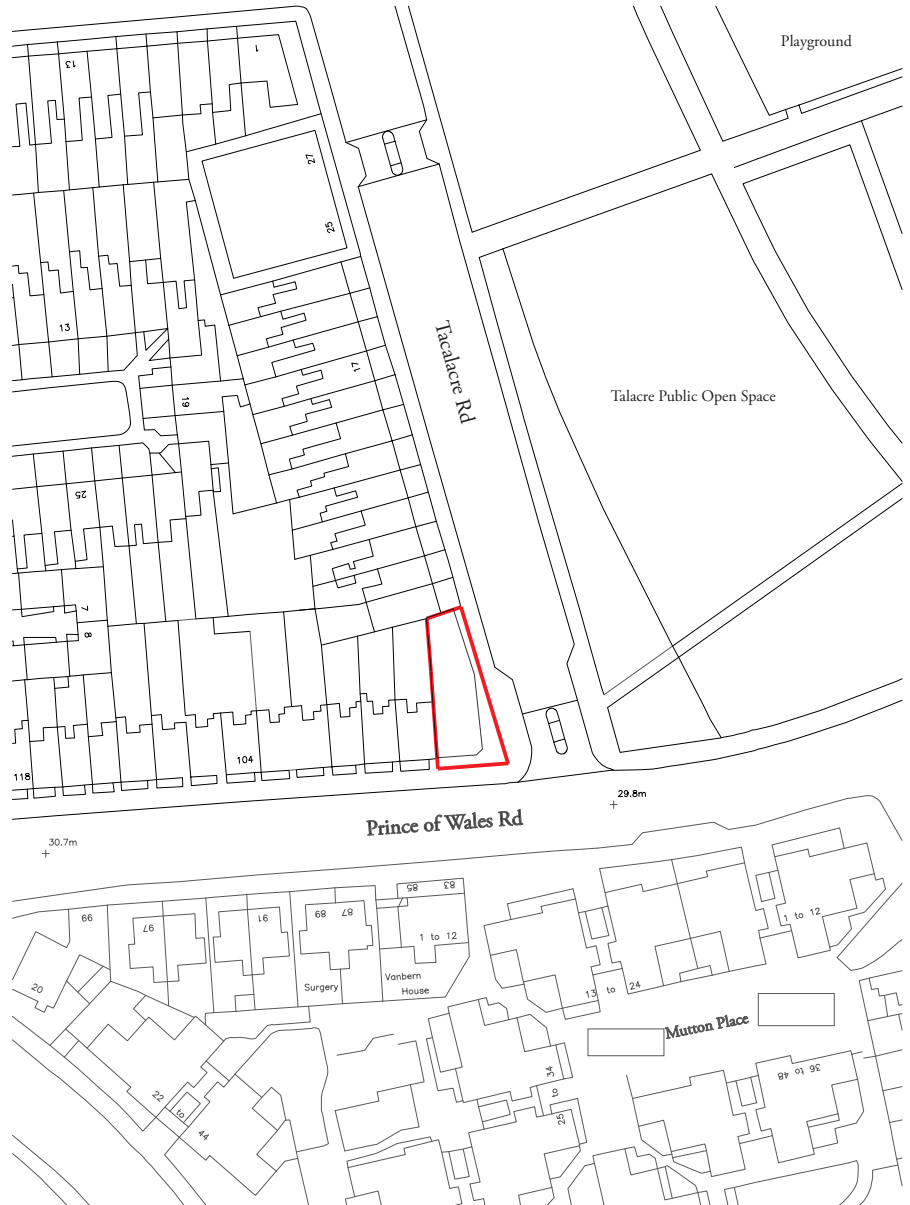 Playground
13
1
27
25
13
17
Tacalacre Rd
Talacre Public Open Space
19
25
7
8
104
118
29.8m
Prince of Wales Rd
30.7m
85
83
99
97
91
89
87
1 to 12
1 to 12
Vanbern
House
Surgery
20
13 to 24
Mutton Place
22
to
44
25 to 34
36 to 48